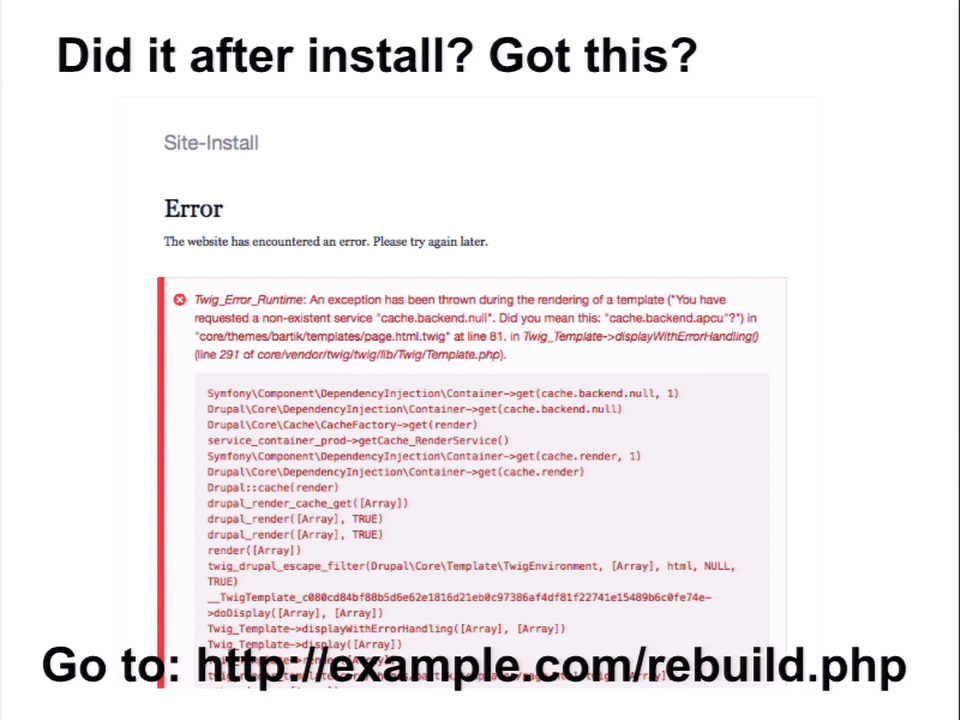 Did it after install? Got this?
Site-Install
Error
The website has encountered an error. Please try again later.
Twig_Error_Runtime: An exception has been thrown during the rendering of a template ("You have
requested a non-existent service "cache.backend.null". Did you mean this: "cache.backend.apcu"?") in
"core/themes/bartik/templates/page.html.twig" at line 81. in Twig_Template->displayWithErrorHandling()
(line 291 of core/vendor/twig/twig/lib/Twig/Template.php).
Symfony\Component\DependencyInjection\Container->get(cache.backend.null, 1)
Drupal\Core\DependencyInjection\Container->get(cache.backend.null)
Drupal\Core\Cache\CacheFactory->get(render)
service_container_prod->getCache_RenderService()
Symfony\Component\DependencyInjection\Container->get(cache.render, 1)
Drupal\Core\DependencyInjection\Container->get(cache.render)
Drupal::cache(render)
drupal_render_cache_get([Array])
drupal_render([Array], TRUE)
drupal_render([Array], TRUE)
render([Array])
twig_drupal_escape_filter(Drupal\Core\Template\TwigEnvironment, [Array], html, NULL,
TRUE)
__TwigTemplate_c080cd84bf88b5d6e62e1816d21eb0c97386af4df81f22741e15489b6c0fe74e-
>doDisplay([Array], [Array])
Twig_Template->displayWithErrorHandling([Array], [Array])
Twig_Template->display([Array])
Go to: http://example.com/rebuild.php